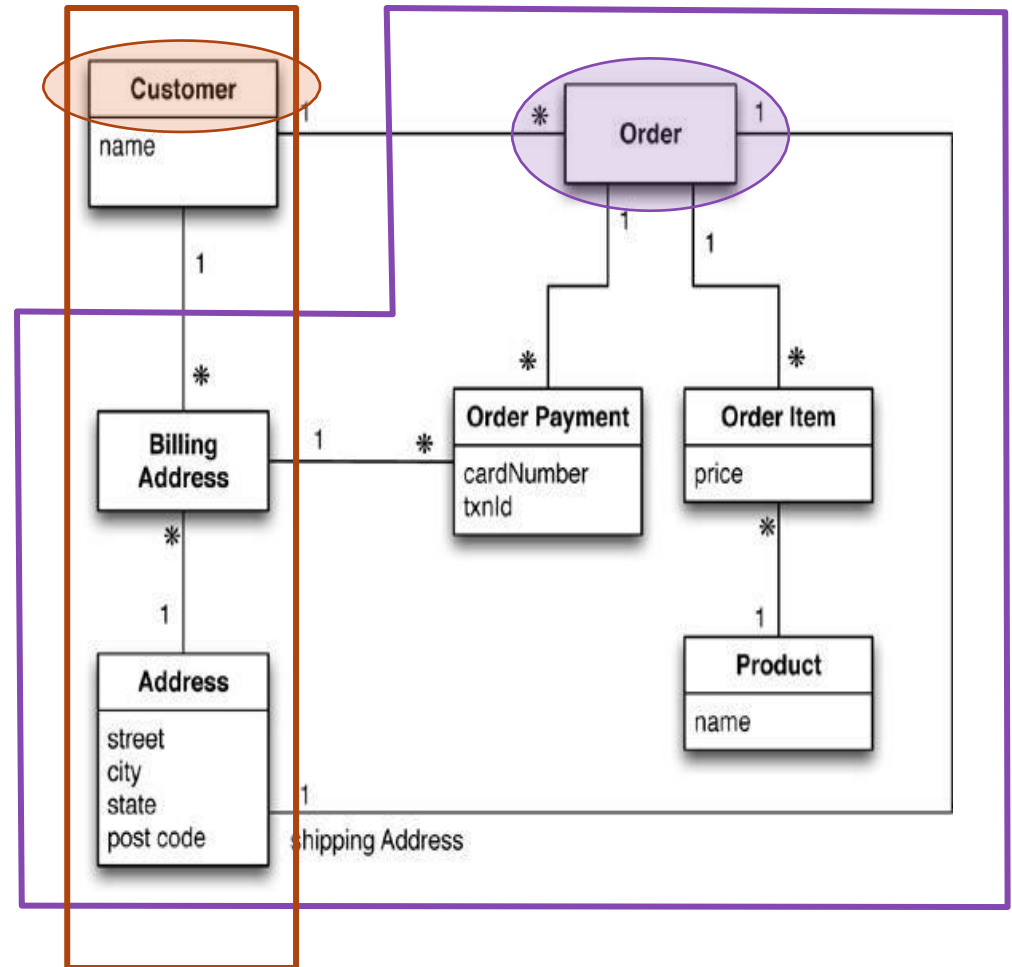 Customer
name
1
*
Order
1
1
1
1
*
*
*
Billing
Address
1
*
Order Payment
cardNumber
txnId
Order Item
price
*
*
1
1
Address
street
city
state
post code
Product
name
1
shipping Address